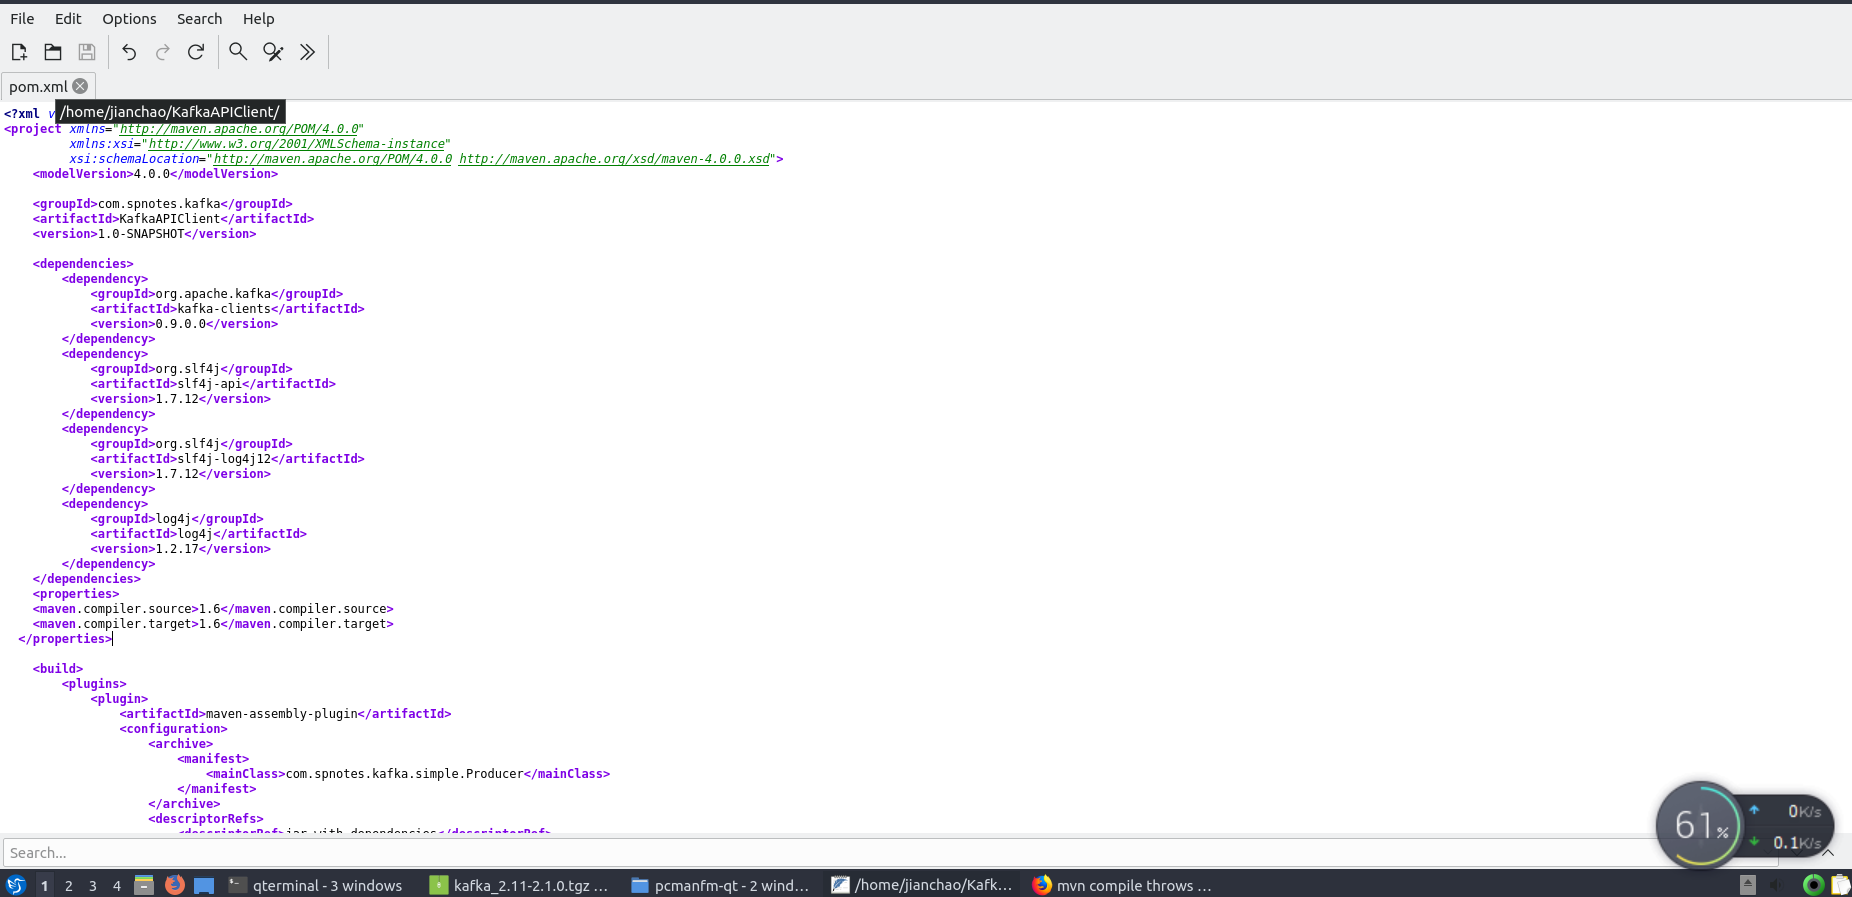 File Edit Options Search Help
pom.xml
/home/jianchao/KafkaAPIClient/
<?xml v
<project xmlns="http://maven.apache.org/POM/4.0.0"
xmlns:xsi="http://www.w3.org/2001/XMLSchema-instance"
xsi:schemaLocation="http://maven.apache.org/POM/4.0.0 http://maven.apache.org/xsd/maven-4.0.0.xsd">
<modelVersion>4.0.0</modelVersion>
<groupId>com.spnotes.kafka</groupId>
<artifactId>KafkaAPIClient</artifactId>
<version>1.0-SNAPSHOT</version>
<dependencies>
<dependency>
<groupId>org.apache.kafka</groupId>
<artifactId>kafka-clients</artifactId>
<version>0.9.0.0</version>
</dependency>
<dependency>
<groupId>org.slf4j</groupId>
<artifactId>slf4j-api</artifactId>
<version>1.7.12</version>
</dependency>
<dependency>
<groupId>org.slf4j</groupId>
<artifactId>slf4j-log4j12</artifactId>
<version>1.7.12</version>
</dependency>
<dependency>
<groupId>log4j</groupId>
<artifactId>log4j</artifactId>
<version>1.2.17</version>
</dependency>
</dependencies>
<properties>
<maven.compiler.source>1.6</maven.compiler.source>
<maven.compiler.target>1.6</maven.compiler.target>
</properties>
<build>
<plugins>
<plugin>
<artifactId>maven-assembly-plugin</artifactId>
<configuration>
<archive>
<manifest>
<mainClass>com.spnotes.kafka.simple.Producer</mainClass>
</manifest>
</archive>
<descriptorRefs>
<descriptorRef>jar-with-dependencies</descriptorRef>
61% 0K/s
0.1K/s
Search...
1 2 3 4 qterminal - 3 windows kafka_2.11-2.1.0.tgz ... pcmanfm-qt - 2 wind... /home/jianchao/Kafk... mvn compile throws ...